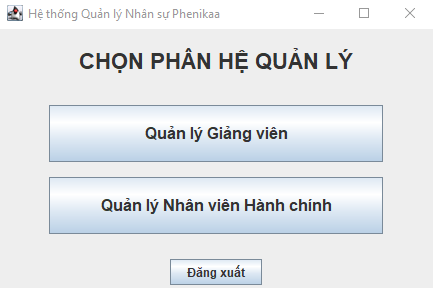 Hệ thống Quản lý Nhân sự Phenikaa
CHỌN PHÂN HỆ QUẢN LÝ
Quản lý Giảng viên
Quản lý Nhân viên Hành chính
Đăng xuất